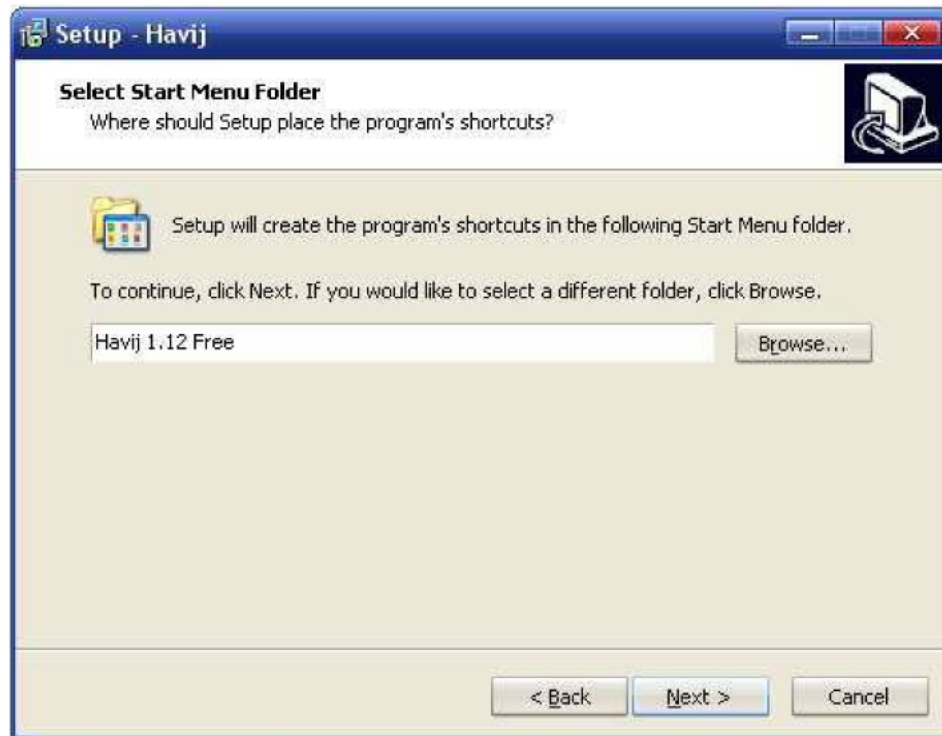 Setup - Havij
Select Start Menu Folder
Where should Setup place the program's shortcuts?
Setup will create the program's shortcuts in the following Start Menu folder.
To continue, click Next. If you would like to select a different folder, click Browse.
Havij 1.12 Free
Browse...
< Back
Next >
Cancel